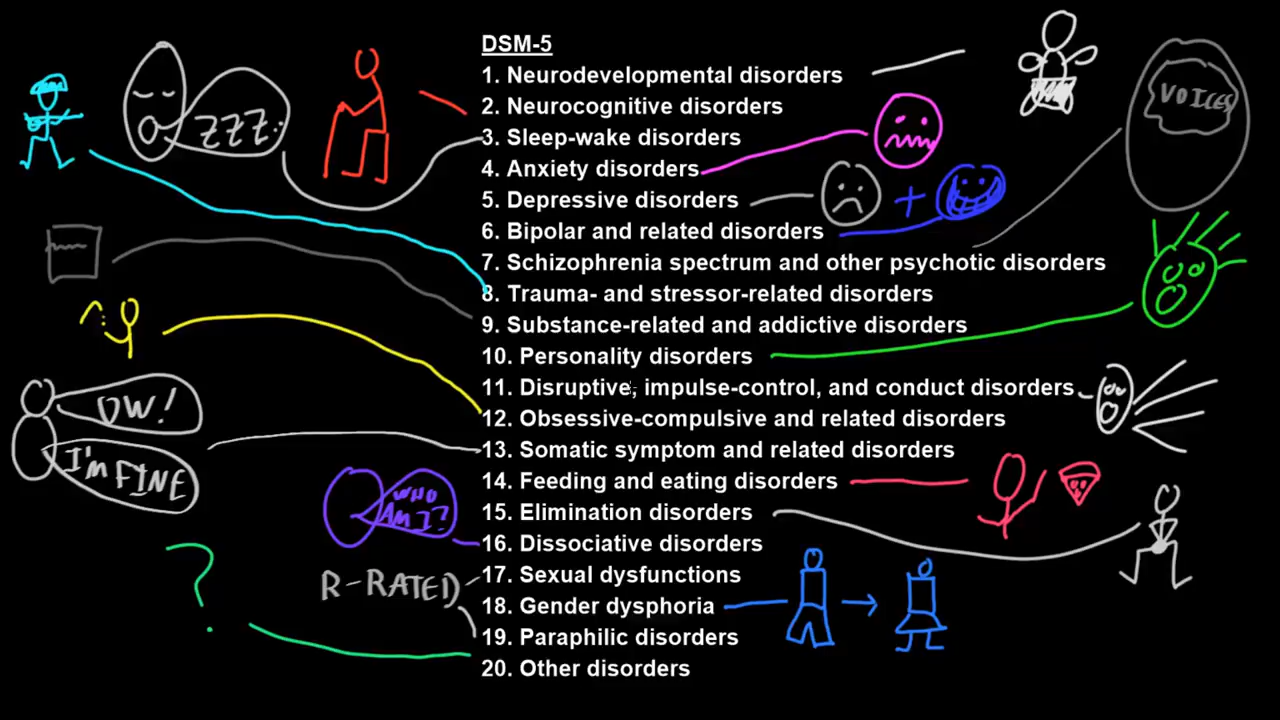 DSM-5
1. Neurodevelopmental disorders
2. Neurocognitive disorders
3. Sleep-wake disorders
4. Anxiety disorders
5. Depressive disorders
6. Bipolar and related disorders
7. Schizophrenia spectrum and other psychotic disorders
8. Trauma- and stressor-related disorders
9. Substance-related and addictive disorders
10. Personality disorders
11. Disruptive, impulse-control, and conduct disorders
12. Obsessive-compulsive and related disorders
13. Somatic symptom and related disorders
14. Feeding and eating disorders
15. Elimination disorders
16. Dissociative disorders
17. Sexual dysfunctions
18. Gender dysphoria
19. Paraphilic disorders
20. Other disorders
ZZZ..
VOICES
+
OW!
I'm FINE
WHO
AM I?
R-RATED
?